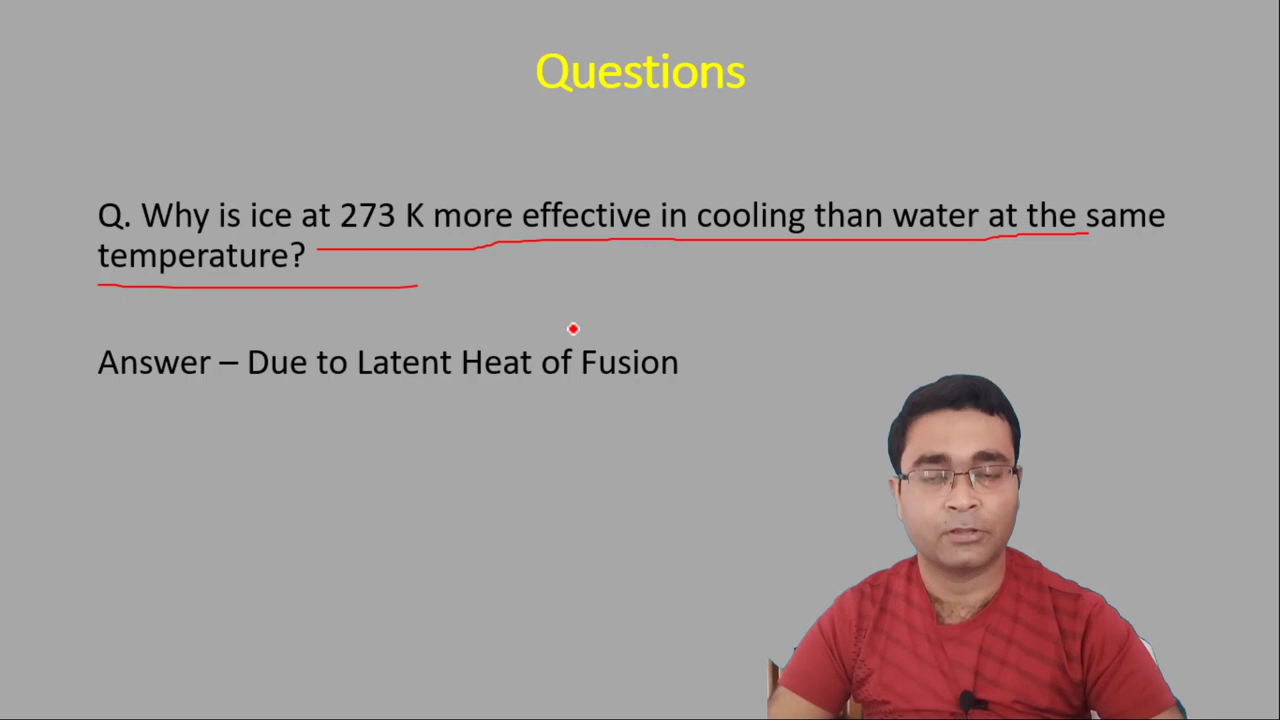 Questions
Q. Why is ice at 273 K more effective in cooling than water at the same
temperature?
Answer – Due to Latent Heat of Fusion